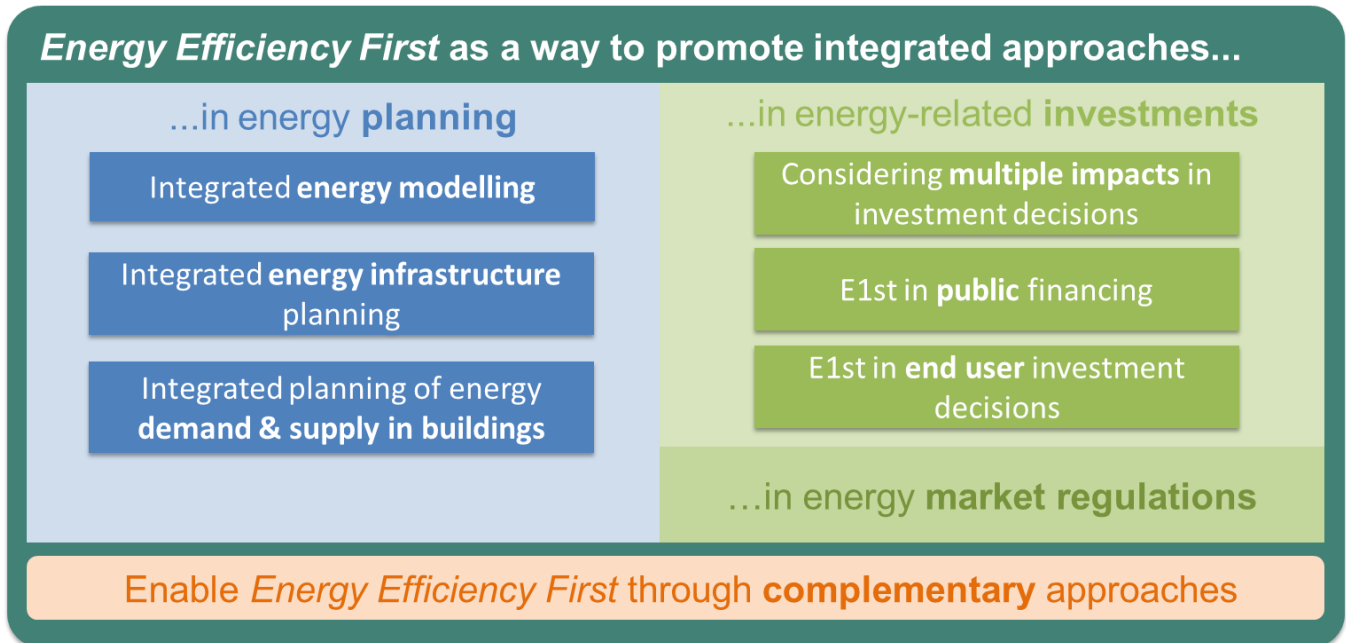 Energy Efficiency First as a way to promote integrated approaches...
...in energy planning
Integrated energy modelling
Integrated energy infrastructure
planning
Integrated planning of energy
demand & supply in buildings
...in energy-related investments
Considering multiple impacts in
investment decisions
E1st in public financing
E1st in end user investment
decisions
...in energy market regulations
Enable Energy Efficiency First through complementary approaches